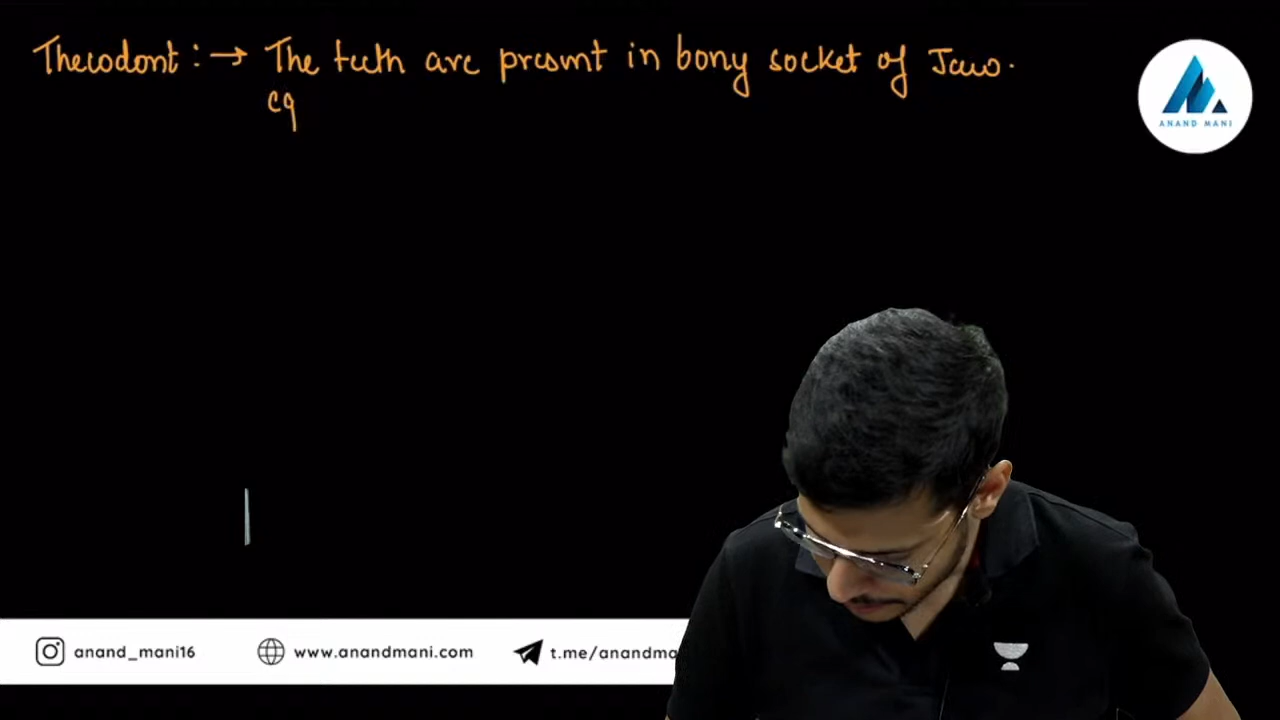 Thecodont :→ The teeth are present in bony socket of Jaw.
eg
ANAND MANI
anand_mani16
www.anandmani.com
t.me/anandma